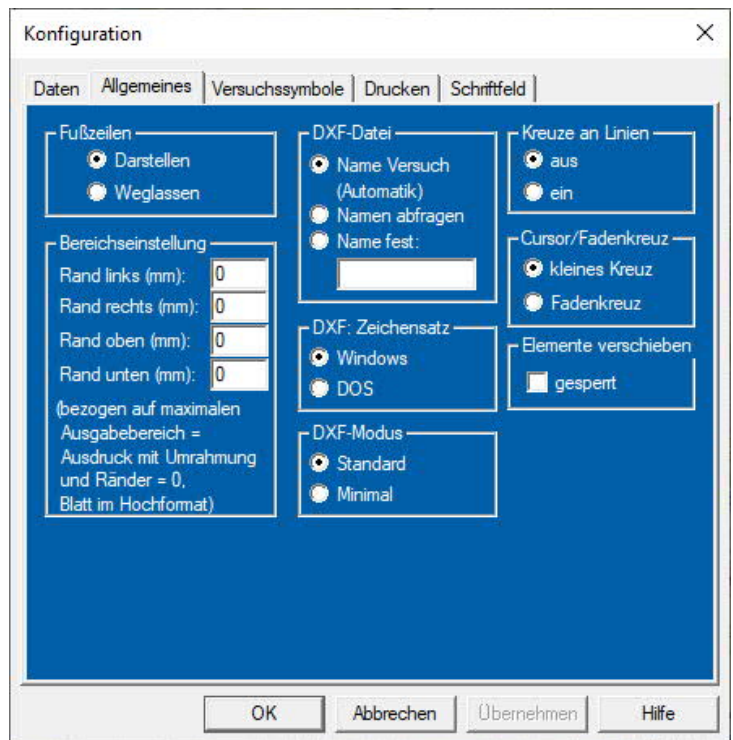 Konfiguration
Daten
Allgemeines
Versuchssymbole
Drucken
Schriftfeld
Fußzeilen
Darstellen
Weglassen
Bereichseinstellung
Rand links (mm): 0
Rand rechts (mm): 0
Rand oben (mm): 0
Rand unten (mm): 0
(bezogen auf maximalen
Ausgabebereich =
Ausdruck mit Umrahmung
und Ränder = 0,
Blatt im Hochformat)
DXF-Datei
Name Versuch
(Automatik)
Namen abfragen
Name fest:
DXF: Zeichensatz
Windows
DOS
DXF-Modus
Standard
Minimal
Kreuze an Linien
aus
ein
Cursor/Fadenkreuz
kleines Kreuz
Fadenkreuz
Elemente verschieben
gesperrt
OK
Abbrechen
Übernehmen
Hilfe